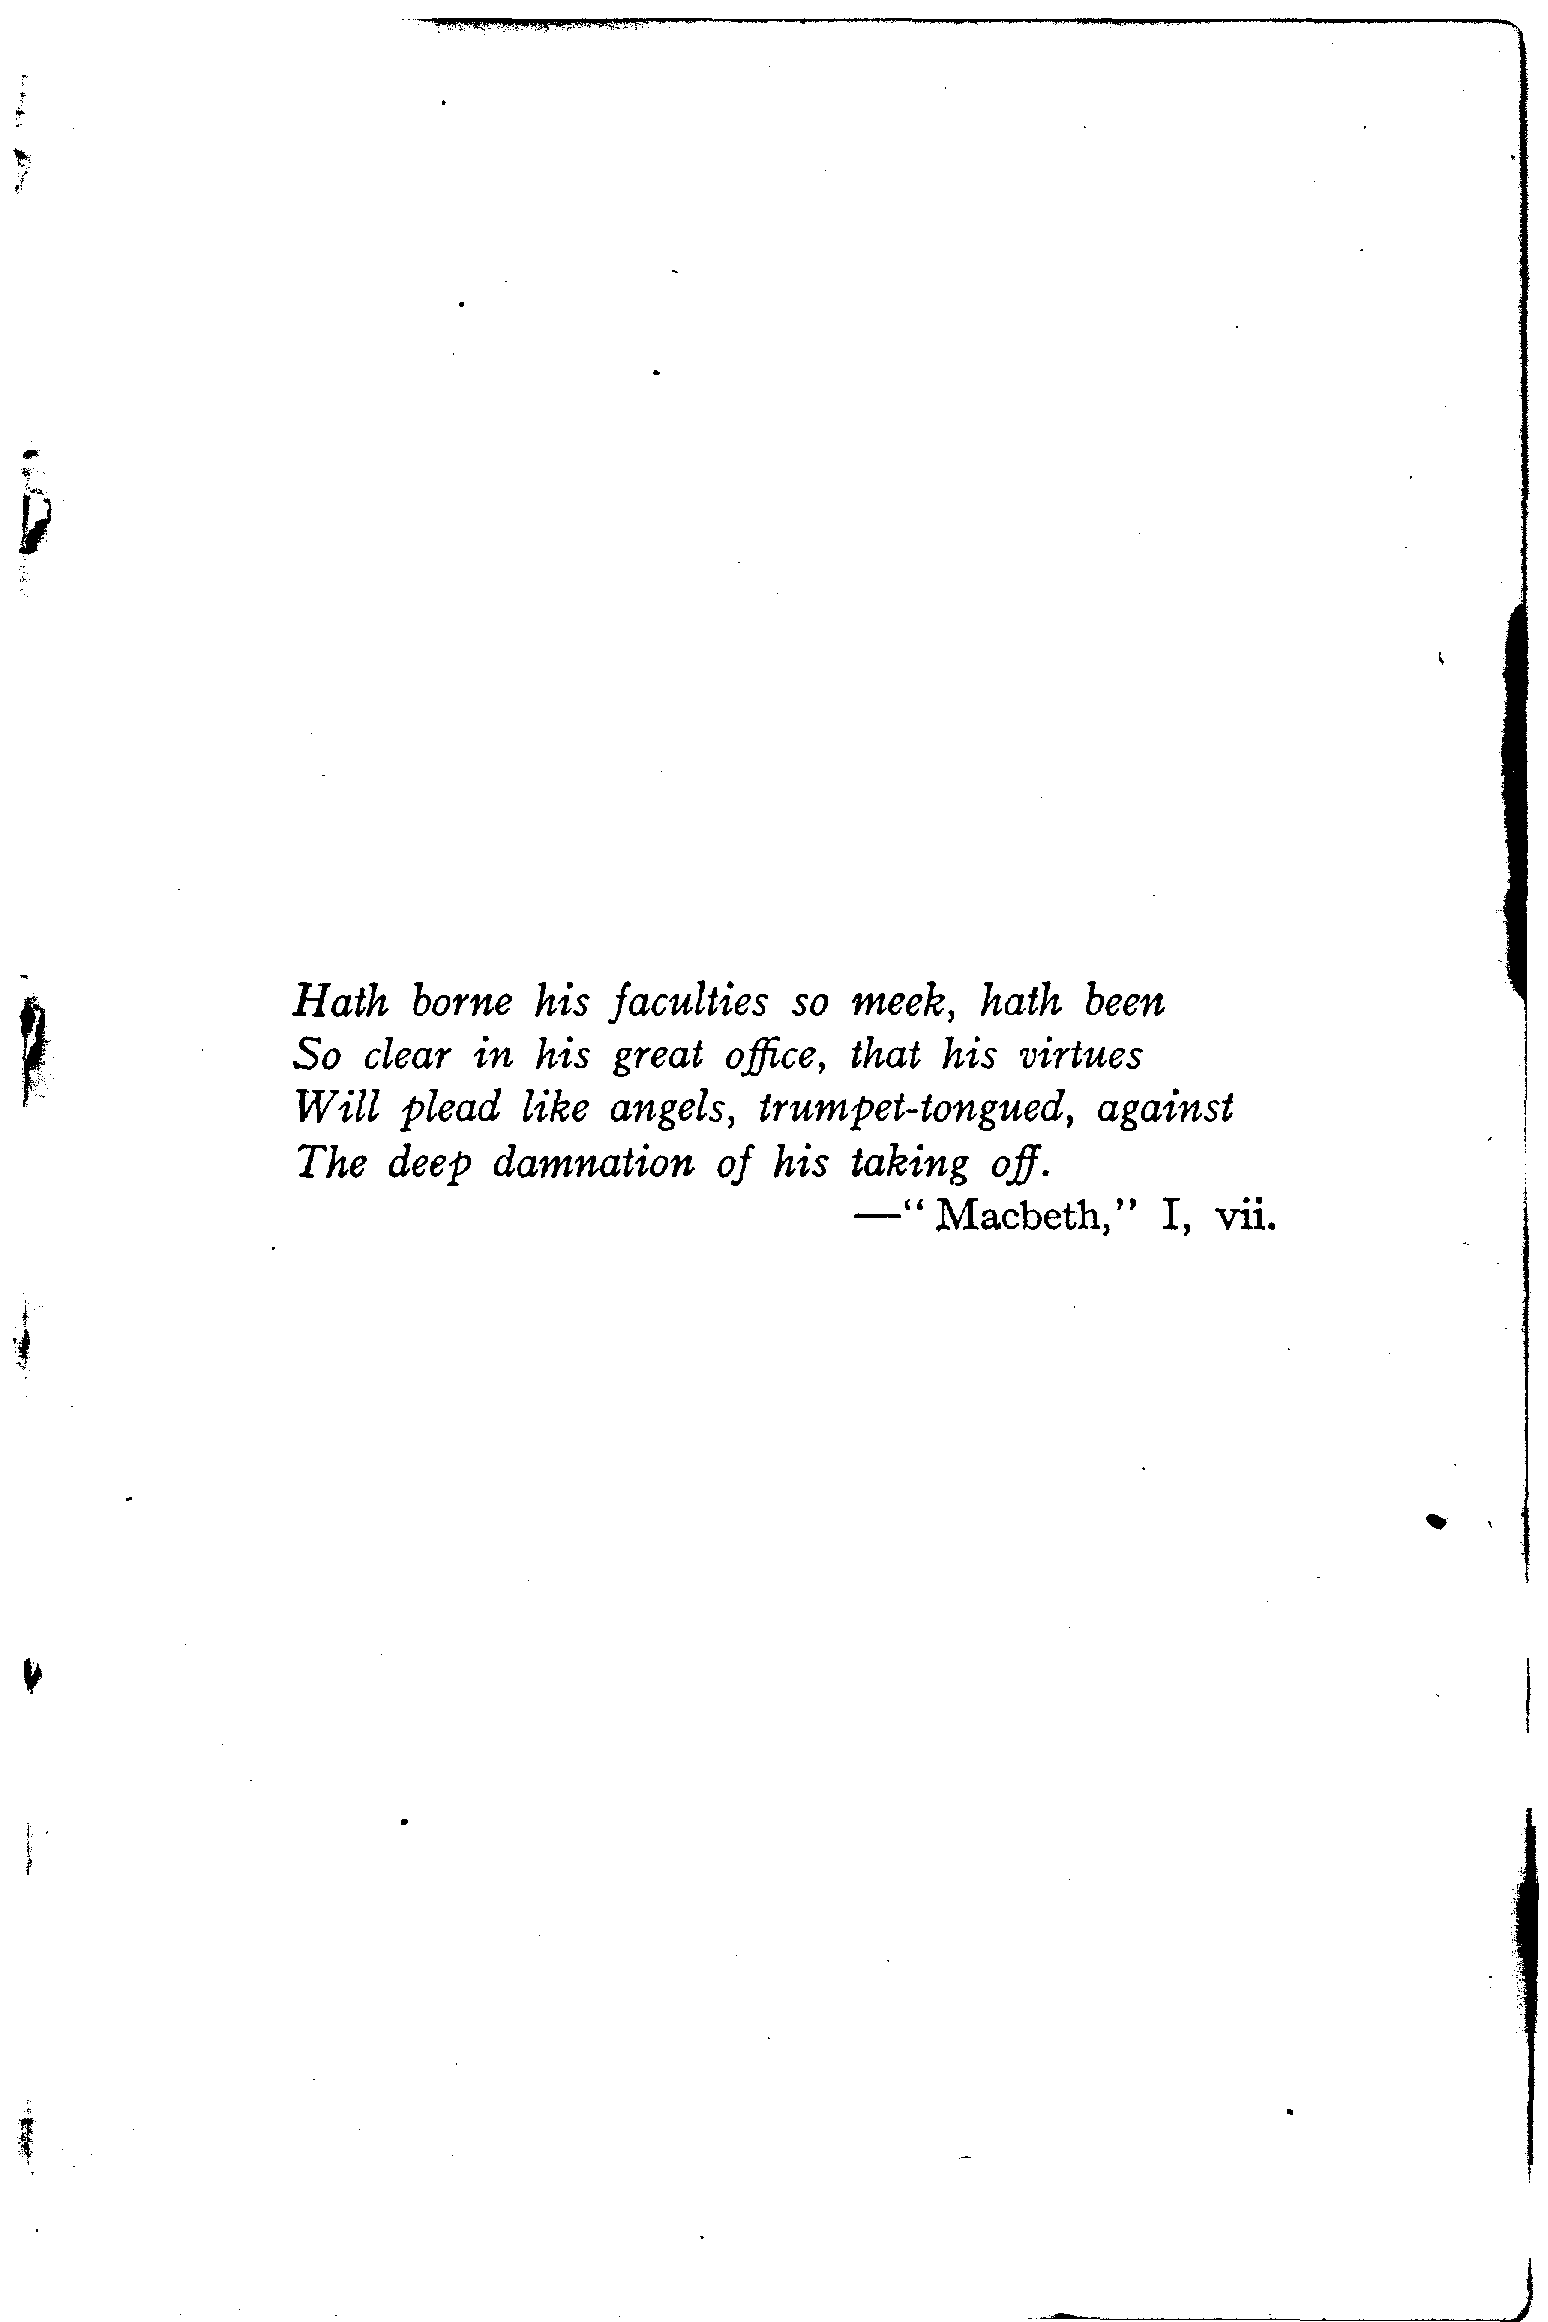 Hath borne his faculties so meek, hath been
So clear in his great office, that his virtues
Will plead like angels, trumpet-tongued, against
The deep damnation of his taking off.
—“Macbeth,” I, vii.